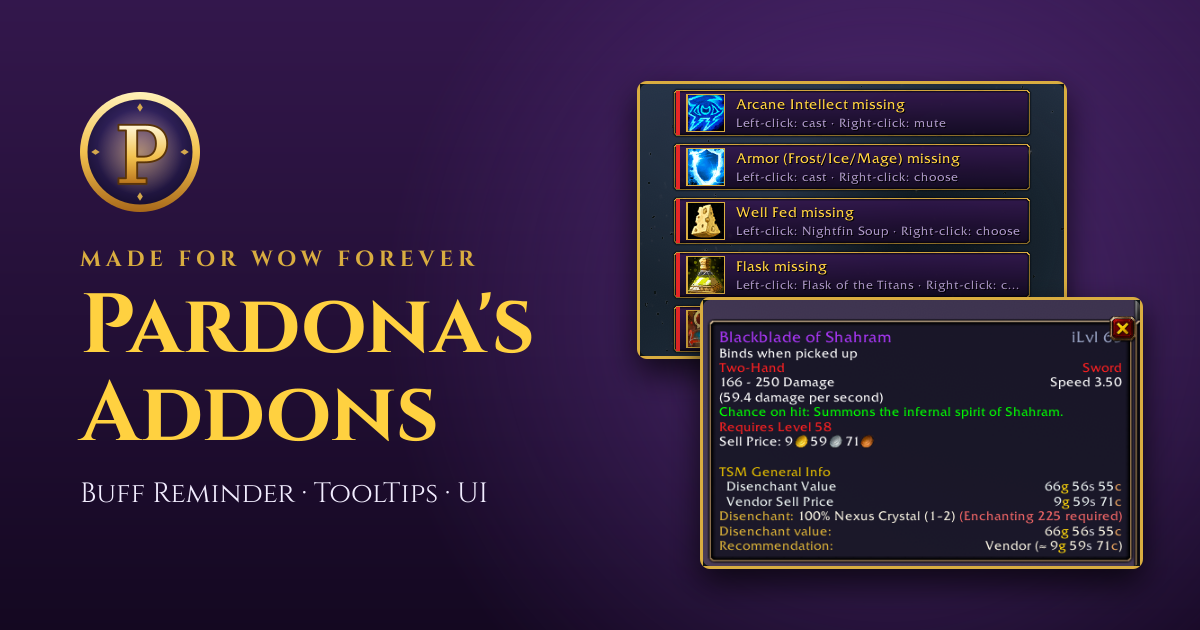 P
MADE FOR WOW FOREVER
PARDONA'S
ADDONS
BUFF REMINDER · TOOLTIPS · UI
Arcane Intellect missing
Left-click: cast · Right-click: mute
Armor (Frost/Ice/Mage) missing
Left-click: cast · Right-click: choose
Well Fed missing
Left-click: Nightfin Soup · Right-click: choose
Flask missing
Left-click: Flask of the Titans · Right-click: c...
Blackblade of Shahram iLvl
Binds when picked up
Two-Hand Sword
166 - 250 Damage Speed 3.50
(59.4 damage per second)
Chance on hit: Summons the infernal spirit of Shahram.
Requires Level 58
Sell Price: 9 59 71
TSM General Info
Disenchant Value 66g 56s 55c
Vendor Sell Price 9g 59s 71c
Disenchant: 100% Nexus Crystal (1-2) (Enchanting 225 required)
Disenchant value: 66g 56s 55c
Recommendation: Vendor (≈ 9g 59s 71c)